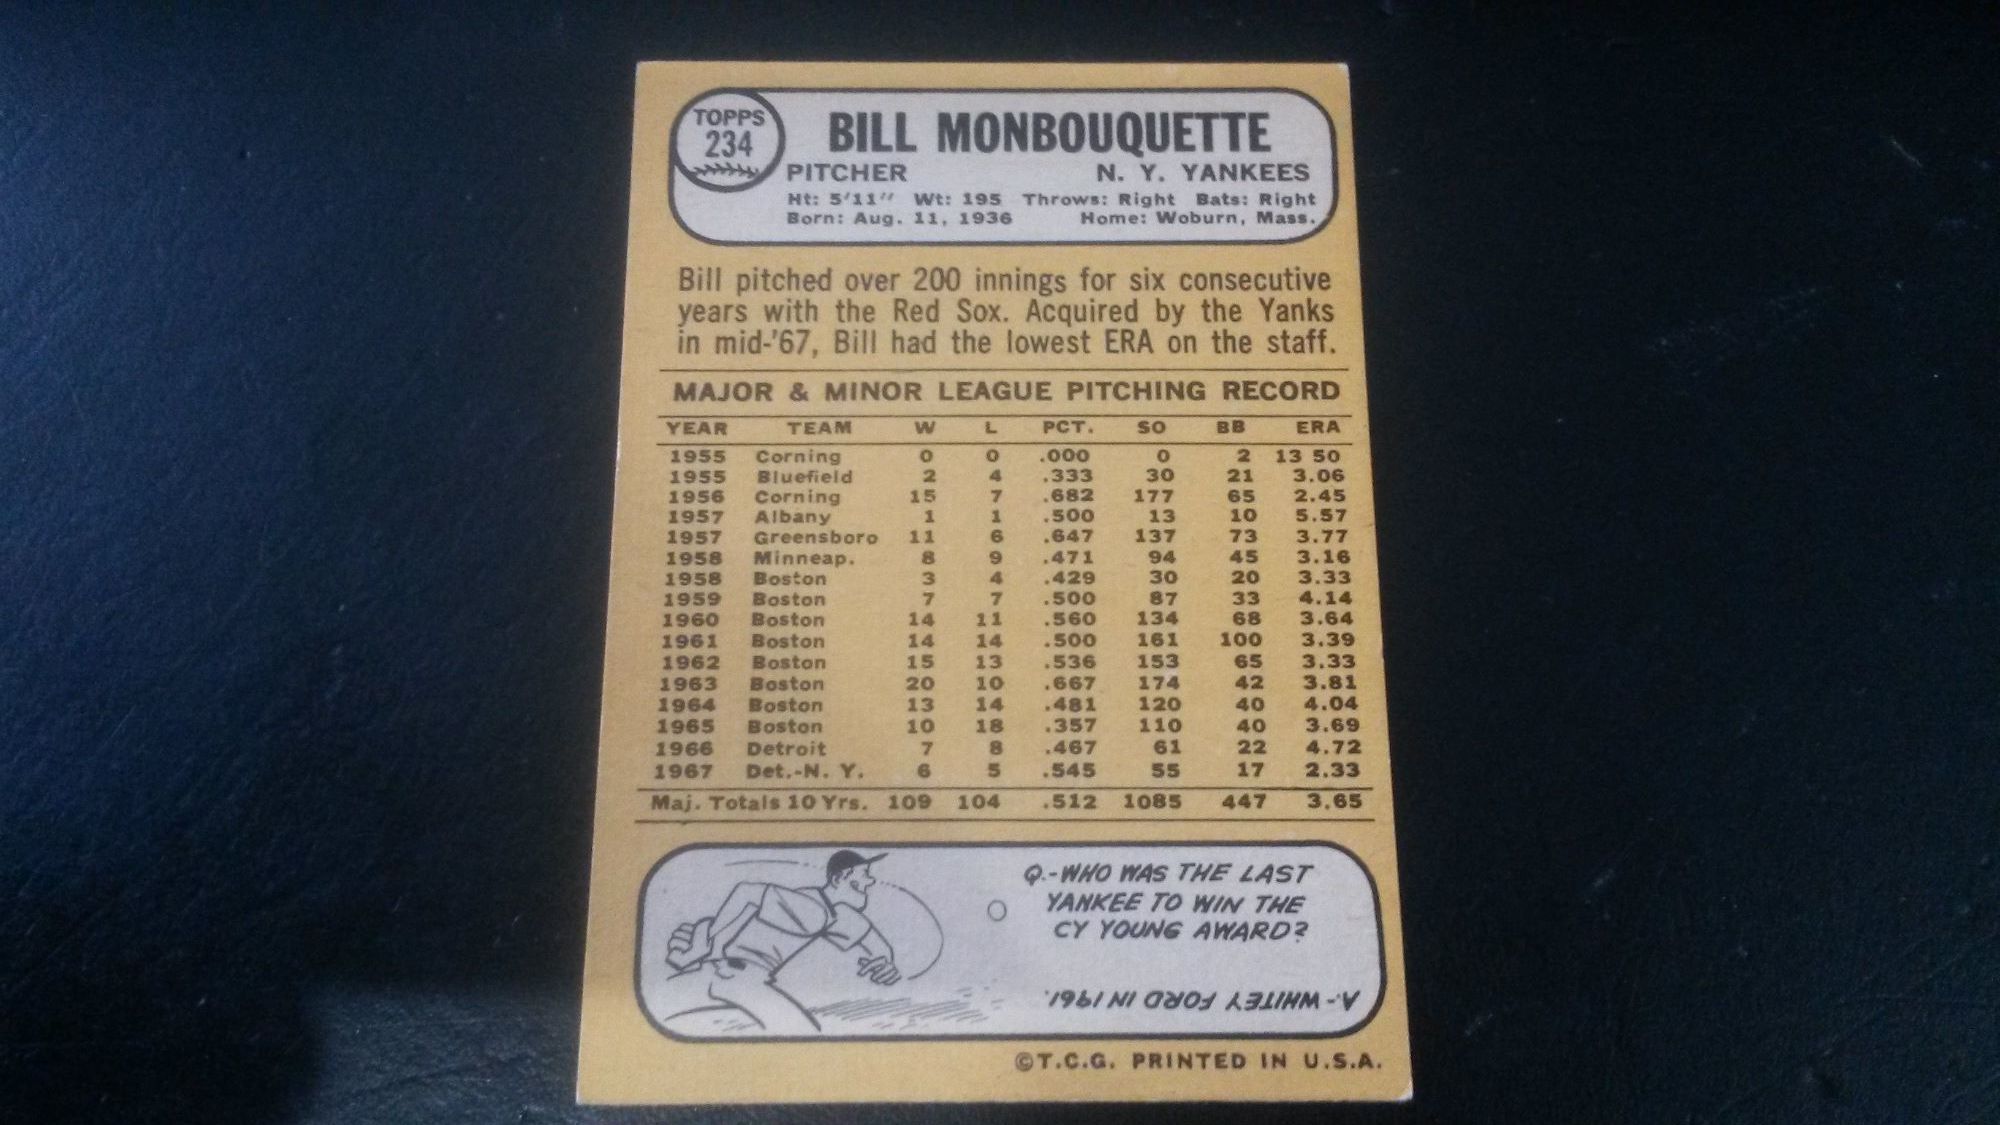 TOPPS
234
BILL MONBOUQUETTE
PITCHER N. Y. YANKEES
Ht: 5'11" Wt: 195 Throws: Right Bats: Right
Born: Aug. 11, 1936 Home: Woburn, Mass.
Bill pitched over 200 innings for six consecutive
years with the Red Sox. Acquired by the Yanks
in mid-'67, Bill had the lowest ERA on the staff.
MAJOR & MINOR LEAGUE PITCHING RECORD
YEAR TEAM W L PCT. SO BB ERA
1955 Corning 0 0 .000 0 2 13 50
1955 Bluefield 2 4 .333 30 21 3.06
1956 Corning 15 7 .682 177 65 2.45
1957 Albany 1 1 .500 13 10 5.57
1957 Greensboro 11 6 .647 137 73 3.77
1958 Minneap. 8 9 .471 94 45 3.16
1958 Boston 3 4 .429 30 20 3.33
1959 Boston 7 7 .500 87 33 4.14
1960 Boston 14 11 .560 134 68 3.64
1961 Boston 14 14 .500 161 100 3.39
1962 Boston 15 13 .536 153 65 3.33
1963 Boston 20 10 .667 174 42 3.81
1964 Boston 13 14 .481 120 40 4.04
1965 Boston 10 18 .357 110 40 3.69
1966 Detroit 7 8 .467 61 22 4.72
1967 Det.-N. Y. 6 5 .545 55 17 2.33
Maj. Totals 10 Yrs. 109 104 .512 1085 447 3.65
Q.-WHO WAS THE LAST
YANKEE TO WIN THE
CY YOUNG AWARD?
A.-WHITEY FORD IN 1961.
©T.C.G. PRINTED IN U.S.A.